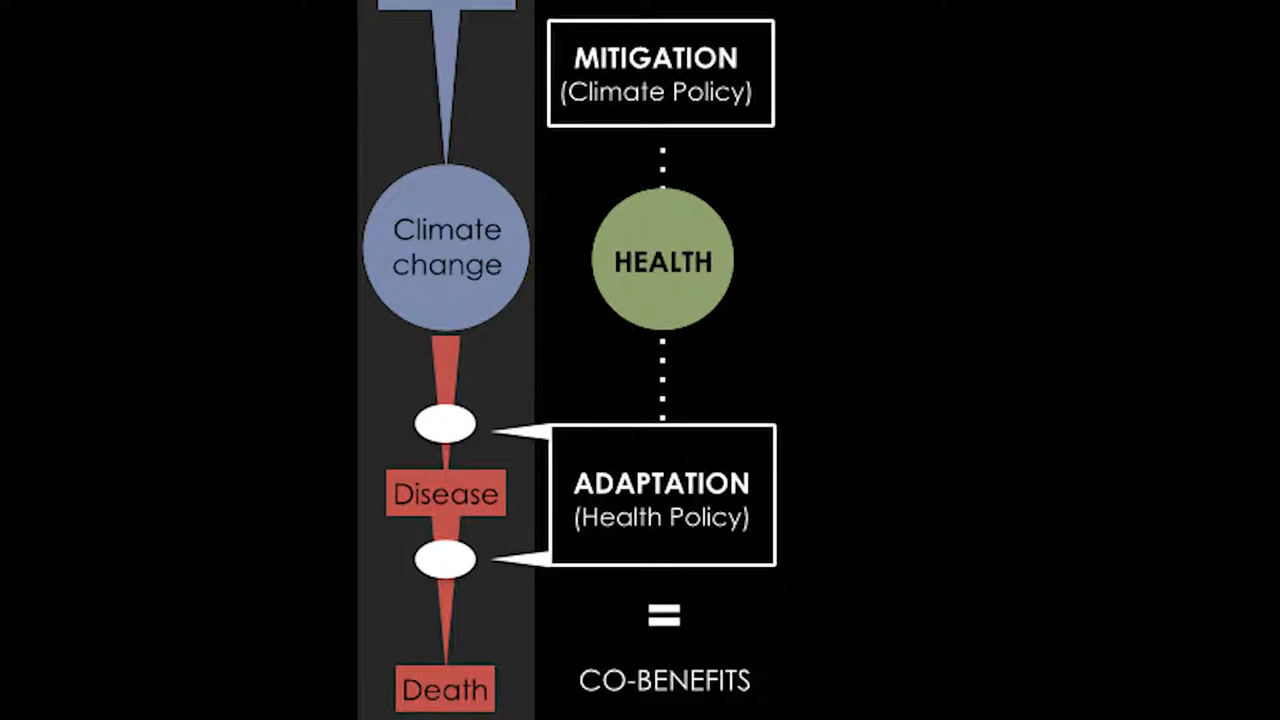 MITIGATION
(Climate Policy)
Climate
change
HEALTH
Disease
ADAPTATION
(Health Policy)
=
CO-BENEFITS
Death